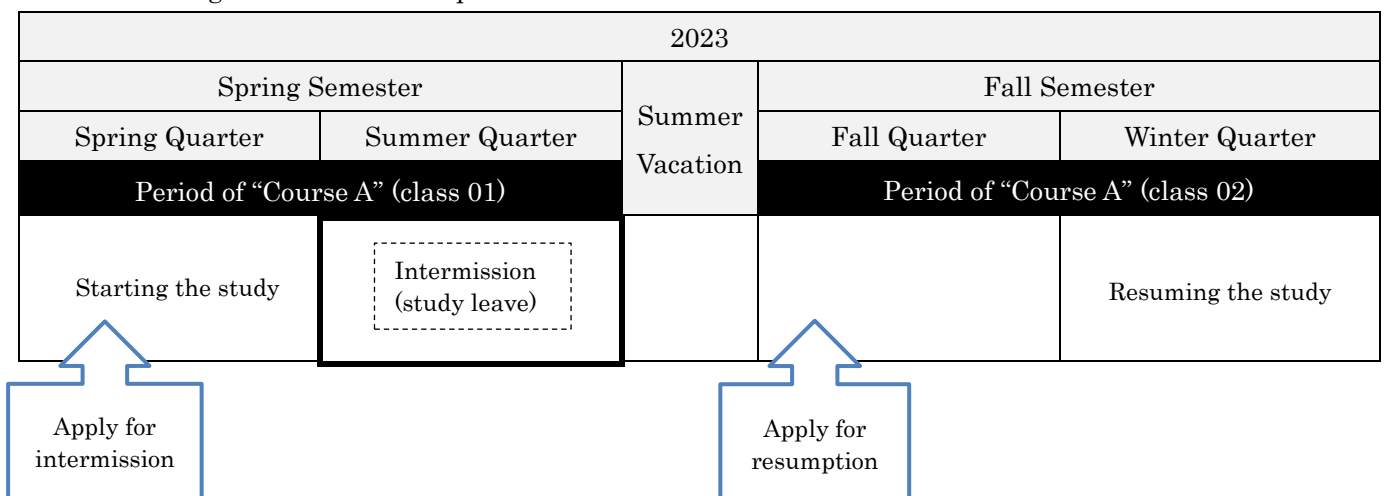 2023
Spring Semester
Summer
Vacation
Fall Semester
Spring Quarter
Summer Quarter
Fall Quarter
Winter Quarter
Period of “Course A” (class 01)
Period of “Course A” (class 02)
Starting the study
Intermission
(study leave)
Resuming the study
Apply for
intermission
Apply for
resumption